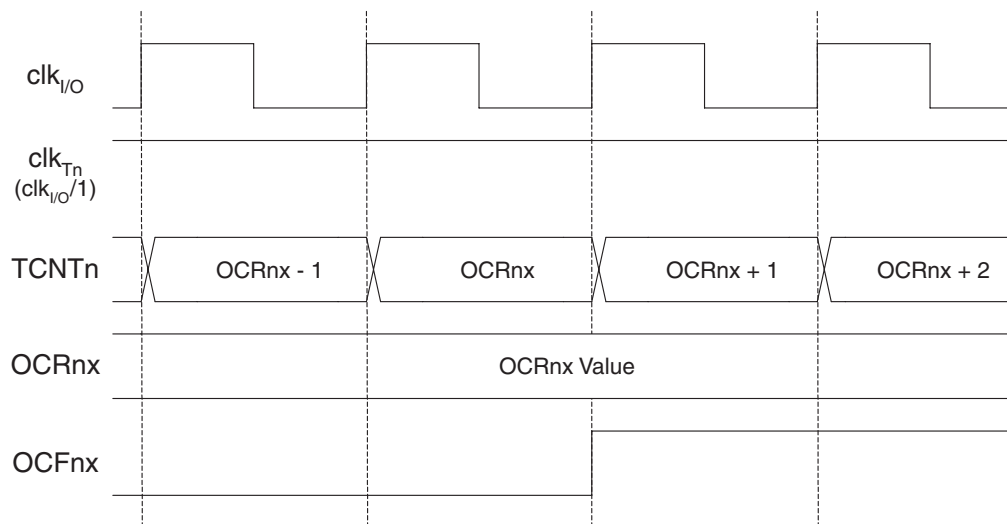 clkI/O
clkTn
(clkI/O/1)
TCNTn OCRnx - 1 OCRnx OCRnx + 1 OCRnx + 2
OCRnx OCRnx Value
OCFnx